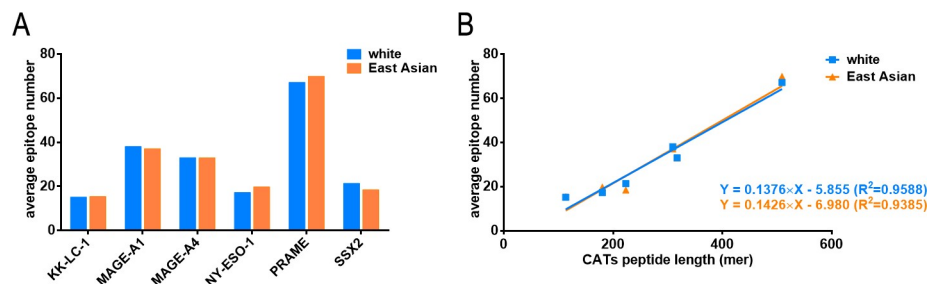 A
average epitope number
80
60
40
20
0
white
East Asian
KK-LC-1
MAGE-A1
MAGE-A4
NY-ESO-1
PRAME
SSX2
B
average epitope number
80
60
40
20
0
white
East Asian
Y = 0.1376×X - 5.855 (R²=0.9588)
Y = 0.1426×X - 6.980 (R²=0.9385)
0
200
400
600
CATs peptide length (mer)